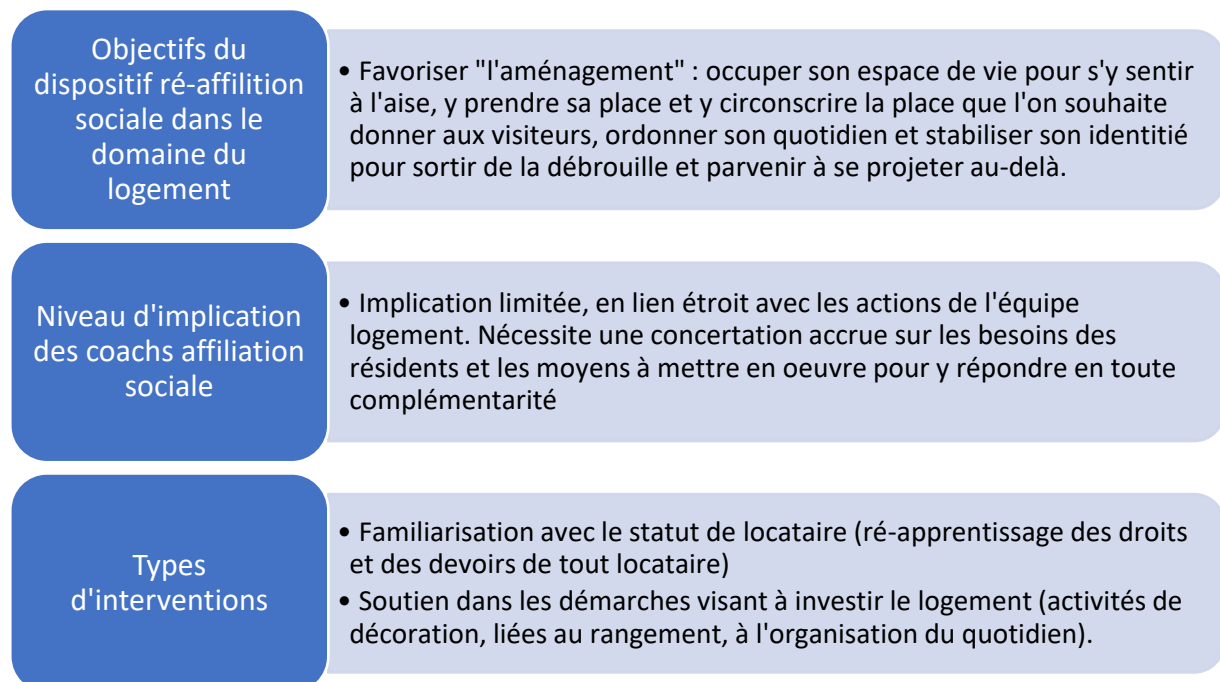 Objectifs du
dispositif ré-affilition
sociale dans le
domaine du
logement
• Favoriser "l'aménagement" : occuper son espace de vie pour s'y sentir
à l'aise, y prendre sa place et y circonscrire la place que l'on souhaite
donner aux visiteurs, ordonner son quotidien et stabiliser son identitié
pour sortir de la débrouille et parvenir à se projeter au-delà.
Niveau d'implication
des coachs affiliation
sociale
• Implication limitée, en lien étroit avec les actions de l'équipe
logement. Nécessite une concertation accrue sur les besoins des
résidents et les moyens à mettre en oeuvre pour y répondre en toute
complémentarité
Types
d'interventions
• Familiarisation avec le statut de locataire (ré-apprentissage des droits
et des devoirs de tout locataire)
• Soutien dans les démarches visant à investir le logement (activités de
décoration, liées au rangement, à l'organisation du quotidien).